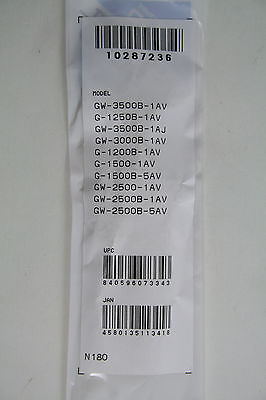 10287236
MODEL
GW-3500B-1AV
G-1250B-1AV
GW-3500B-1AJ
GW-3000B-1AV
G-1200B-1AV
G-1500-1AV
G-1500B-5AV
GW-2500-1AV
GW-2500B-1AV
GW-2500B-5AV
UPC
840596073343
JAN
4580135113418
N180